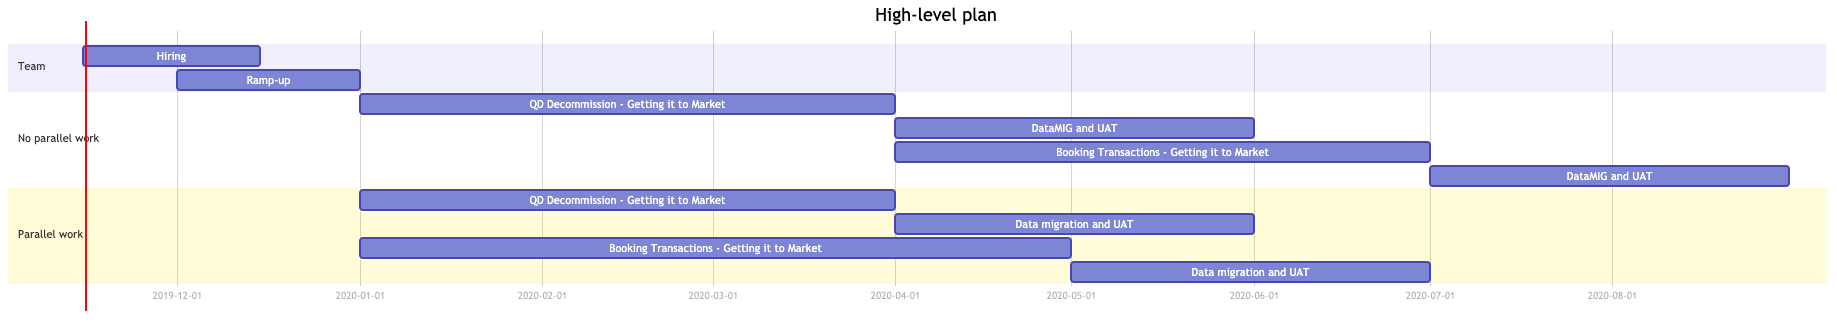 High-level plan
Team
Hiring
Ramp-up
No parallel work
QD Decommission - Getting it to Market
DataMIG and UAT
Booking Transactions - Getting it to Market
DataMIG and UAT
Parallel work
QD Decommission - Getting it to Market
Data migration and UAT
Booking Transactions - Getting it to Market
Data migration and UAT
2019-12-01 2020-01-01 2020-02-01 2020-03-01 2020-04-01 2020-05-01 2020-06-01 2020-07-01 2020-08-01